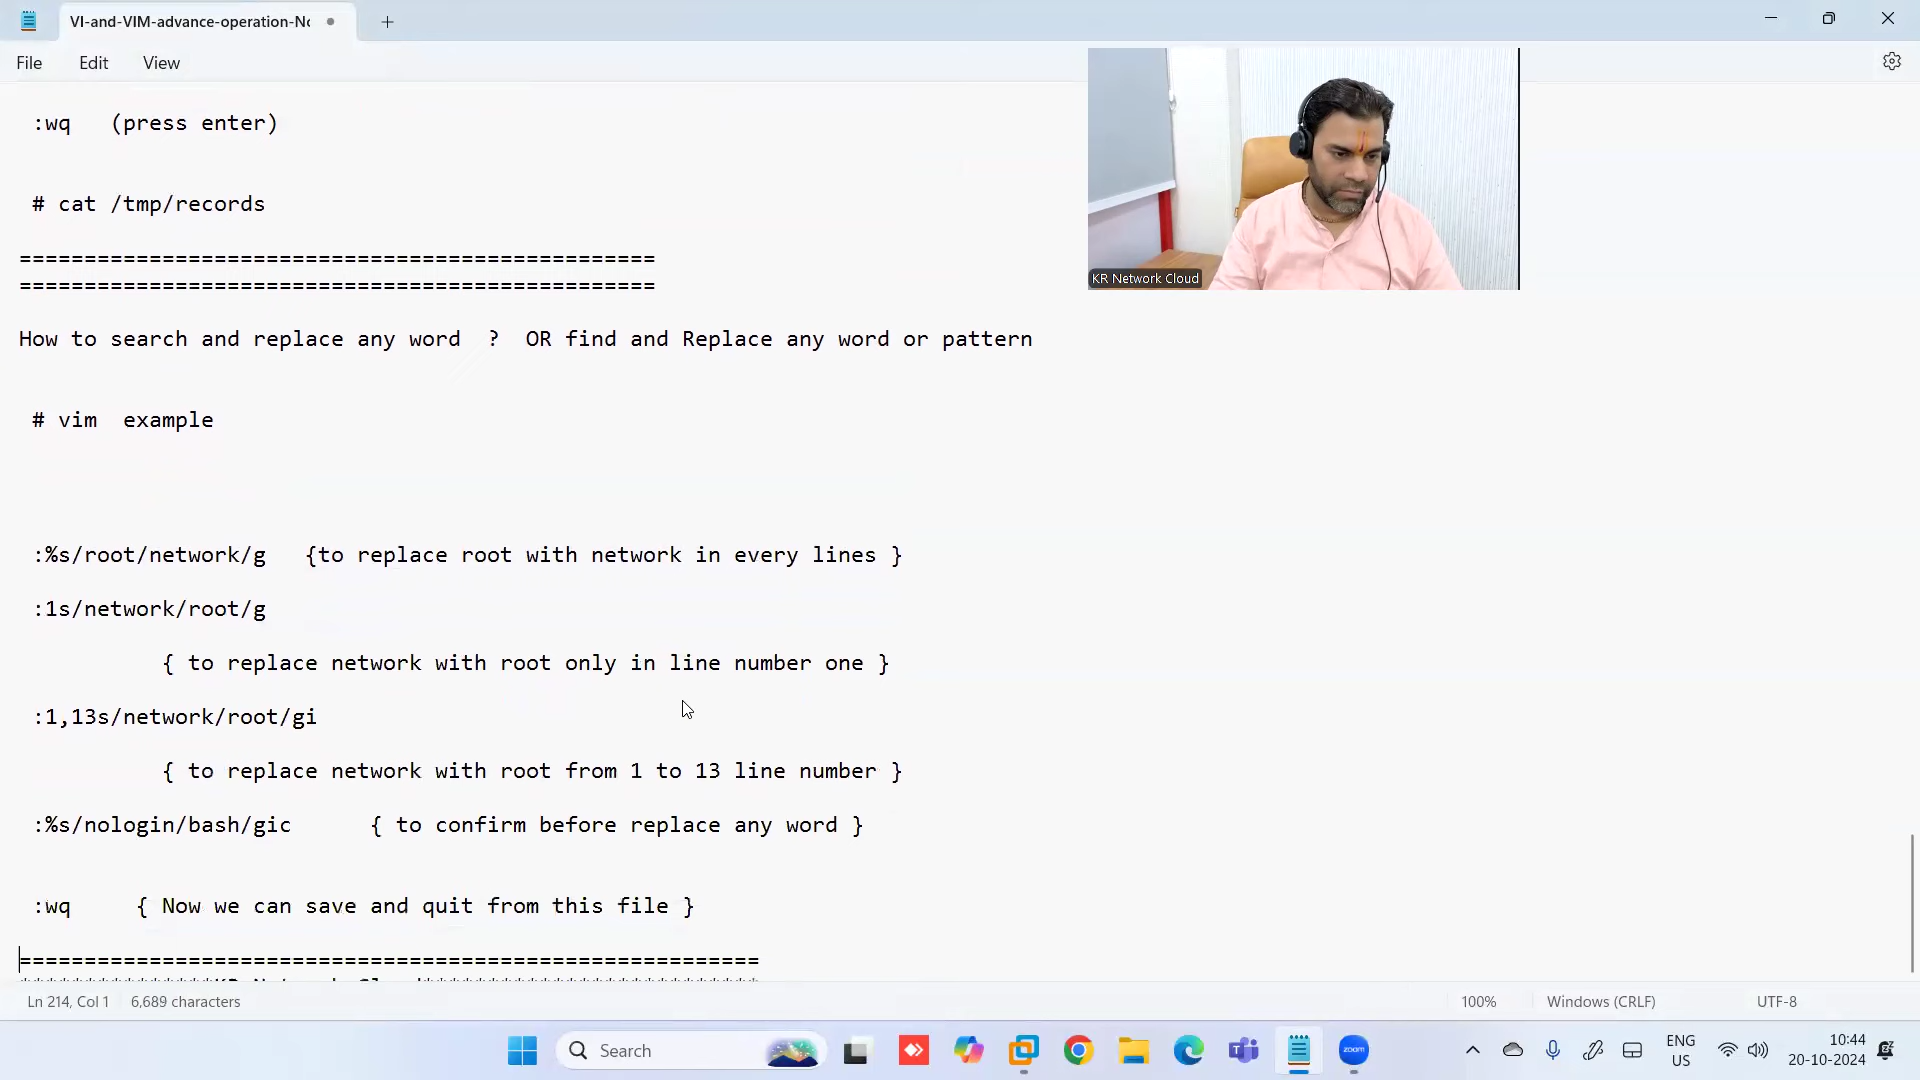 VI-and-VIM-advance-operation-No
File Edit View
:wq (press enter)
# cat /tmp/records
=================================================
=================================================
How to search and replace any word ? OR find and Replace any word or pattern
# vim example
:%s/root/network/g {to replace root with network in every lines }
:1s/network/root/g
{ to replace network with root only in line number one }
:1,13s/network/root/gi
{ to replace network with root from 1 to 13 line number }
:%s/nologin/bash/gic { to confirm before replace any word }
:wq { Now we can save and quit from this file }
=========================================================
KR Network Cloud
Ln 214, Col 1 6,689 characters 100% Windows (CRLF) UTF-8
Search
zoom
ENG
US
10:44
20-10-2024